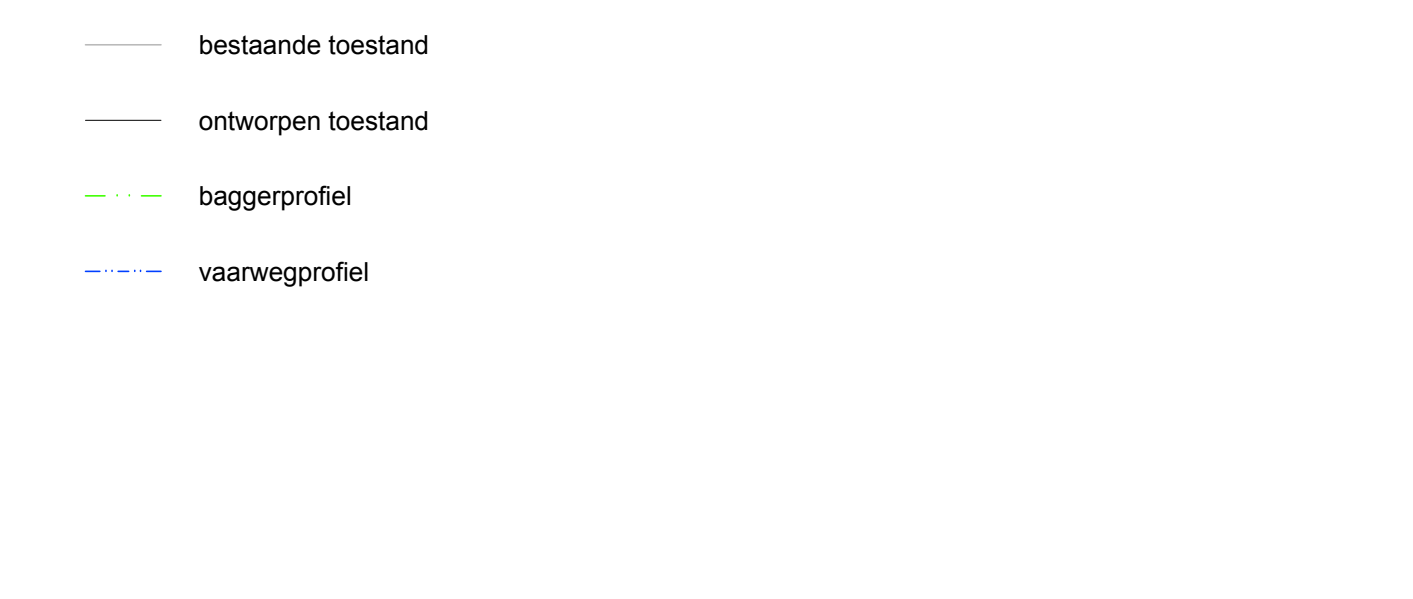 bestaande toestand
ontworpen toestand
baggerprofiel
vaarwegprofiel